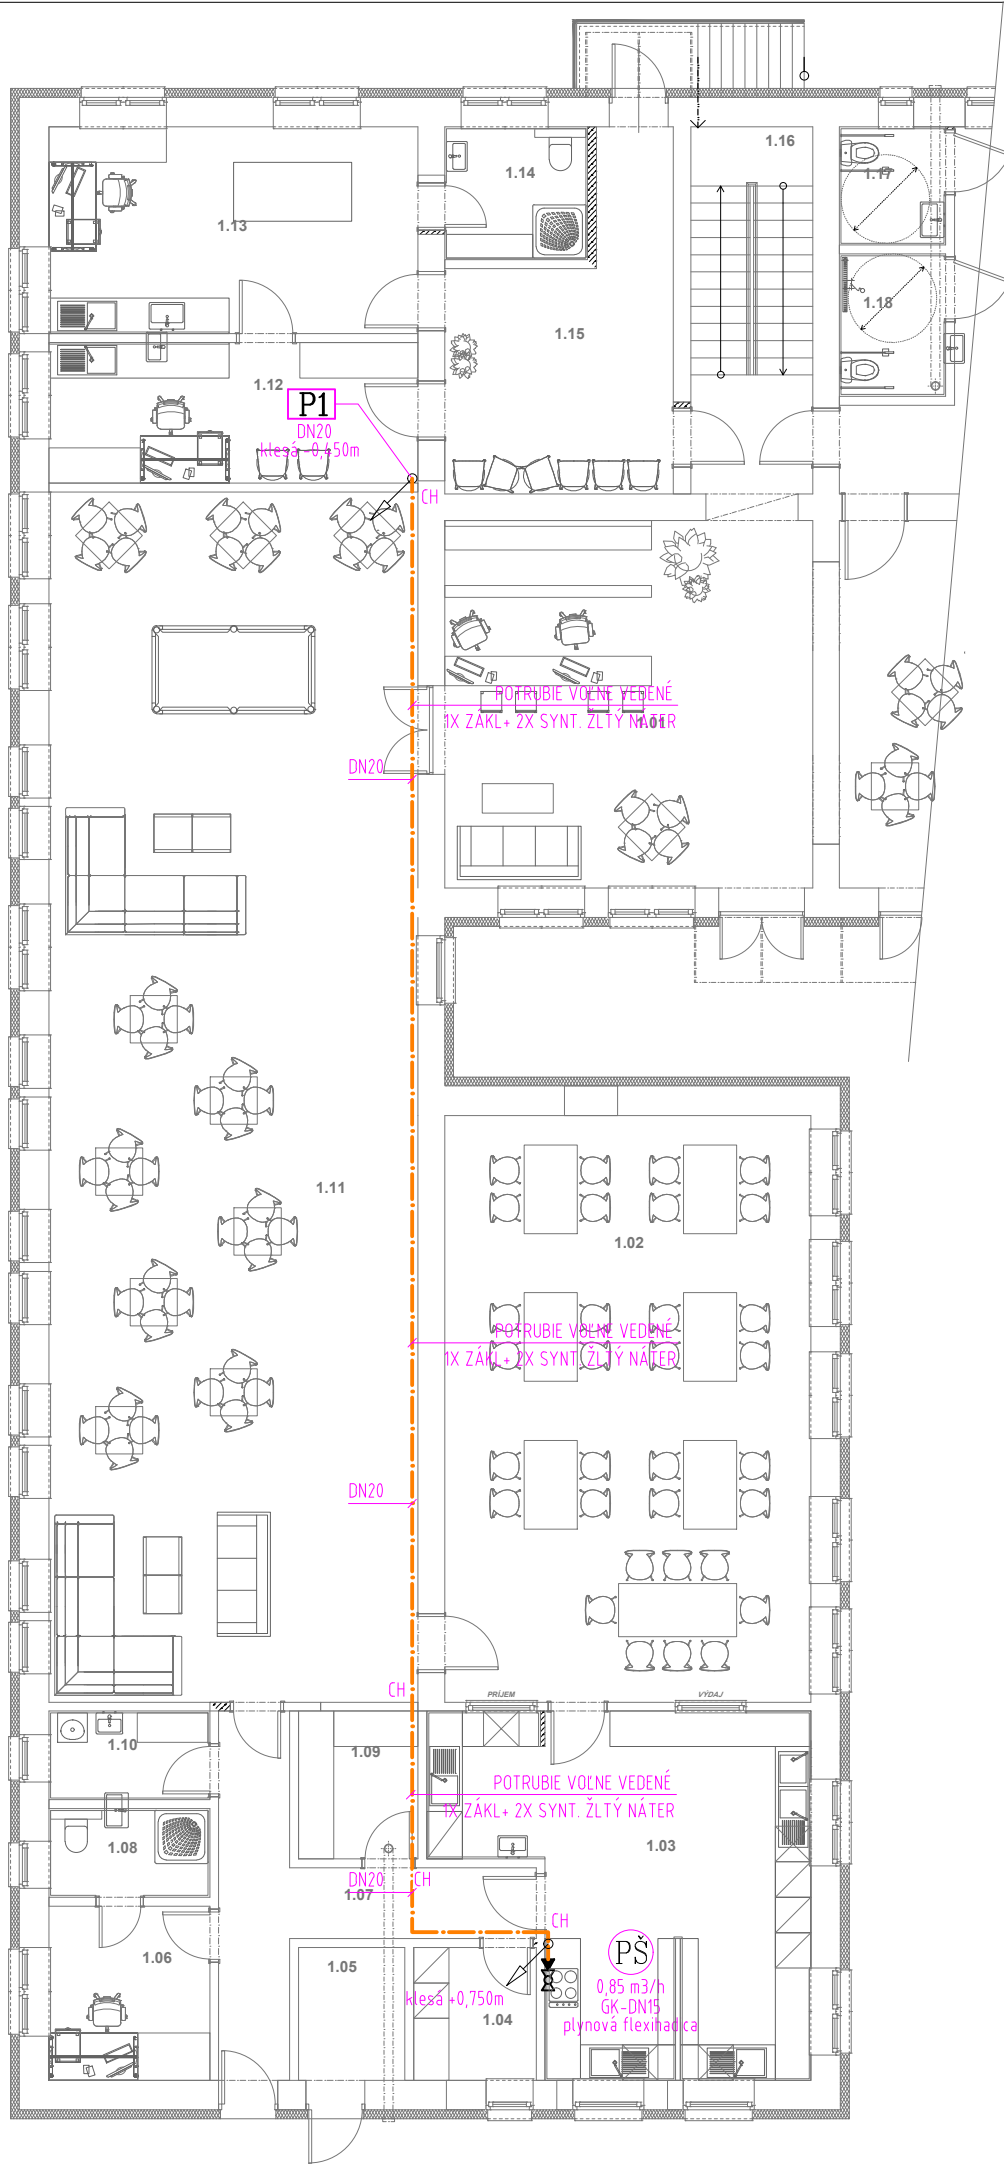 1.16
1.14
1.17
1.13
1.18
1.15
1.12
P1
DN20
klesá -0,450m
CH
POTRUBIE VOĽNE VEDENÉ
1X ZÁKL+ 2X SYNT. ŽLTÝ NÁTER
1.01
DN20
1.11
1.02
POTRUBIE VOĽNE VEDENÉ
1X ZÁKL+ 2X SYNT. ŽLTÝ NÁTER
DN20
CH
PRÍJEM
VÝDAJ
1.10
1.09
POTRUBIE VOĽNE VEDENÉ
1X ZÁKL+ 2X SYNT. ŽLTÝ NÁTER
1.08
1.03
DN20
CH
1.07
CH
1.06
1.05
PŠ
klesá +0,750m
0,85 m3/h
GK-DN15
1.04
plynová flexihadica